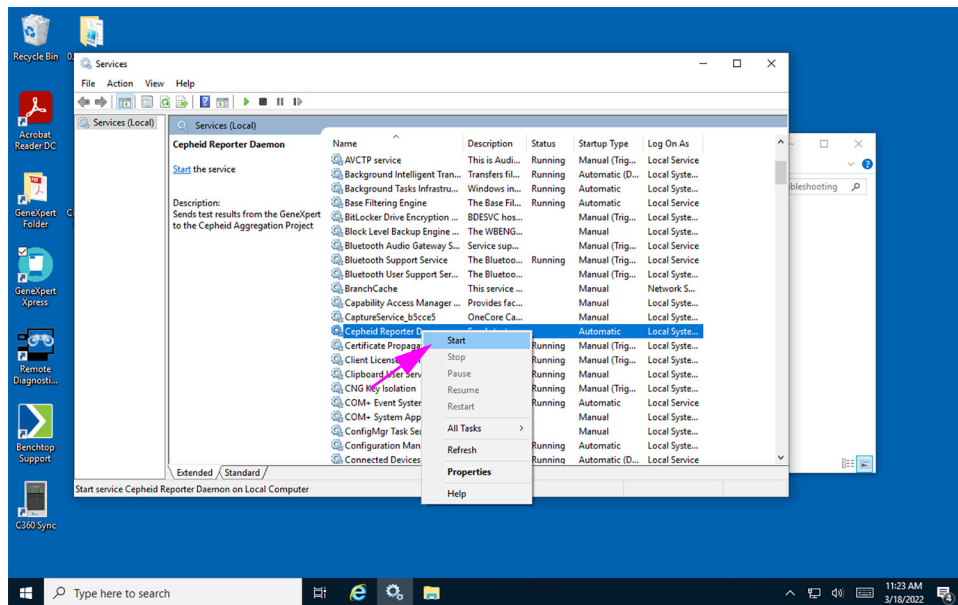 Recycle Bin
Acrobat
Reader DC
GeneXpert
Folder
GeneXpert
Xpress
Remote
Diagnosti...
Benchtop
Support
C360 Sync
Services
File Action View Help
Services (Local)
Services (Local)
Cepheid Reporter Daemon
Start the service
Description:
Sends test results from the GeneXpert
to the Cepheid Aggregation Project
Name Description Status Startup Type Log On As
AVCTP service This is Audi... Running Manual (Trig... Local Service
Background Intelligent Tran... Transfers fil... Running Automatic (D... Local Syste...
Background Tasks Infrastru... Windows in... Running Automatic Local Syste...
Base Filtering Engine The Base Fil... Running Automatic Local Service
BitLocker Drive Encryption ... BDESVC hos... Manual (Trig... Local Syste...
Block Level Backup Engine ... The WBENG... Manual Local Syste...
Bluetooth Audio Gateway S... Service sup... Manual (Trig... Local Service
Bluetooth Support Service The Bluetoo... Running Manual (Trig... Local Service
Bluetooth User Support Ser... The Bluetoo... Manual (Trig... Local Syste...
BranchCache This service ... Manual Network S...
Capability Access Manager ... Provides fac... Manual Local Syste...
CaptureService_b5cce5 OneCore Ca... Manual Local Syste...
Cepheid Reporter Automatic Local Syste...
Certificate Running Manual (Trig... Local Syste...
Client Running Manual (Trig... Local Syste...
Clipboard Running Manual Local Syste...
CNG Key Isolation Running Manual (Trig... Local Syste...
COM+ Event Running Automatic Local Service
COM+ System App Manual Local Syste...
ConfigMgr Task Manual Local Syste...
Configuration Running Automatic Local Syste...
Connected Devices Running Automatic (D... Local Service
Start
Stop
Pause
Resume
Restart
All Tasks
Refresh
Properties
Help
Extended Standard
Start service Cepheid Reporter Daemon on Local Computer
Type here to search
11:23 AM
3/18/2022
4